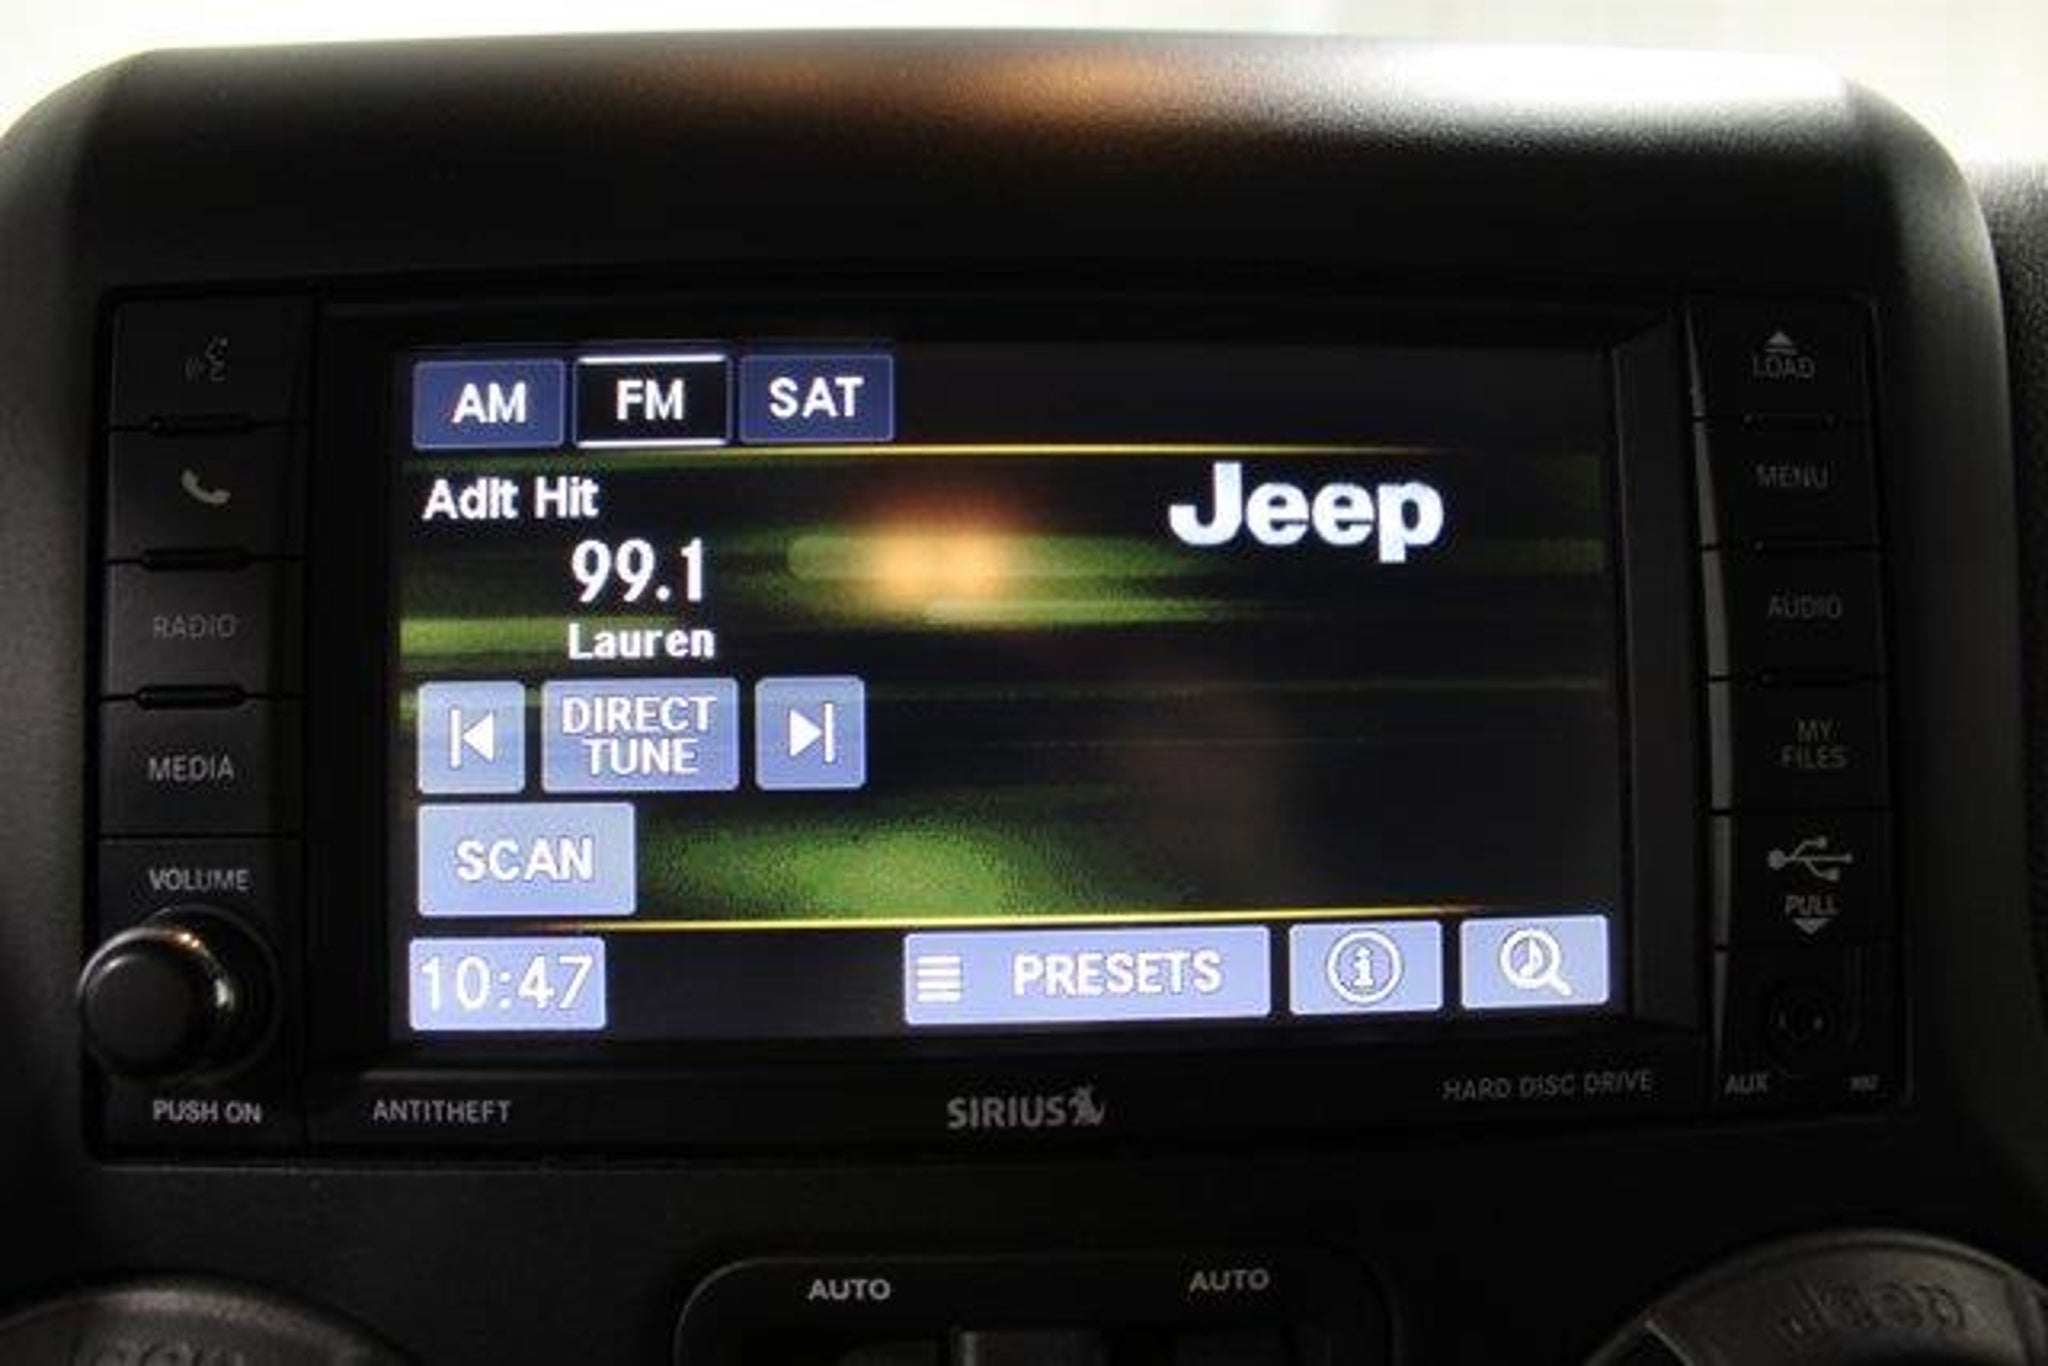 AM FM SAT
Adlt Hit
Jeep
99.1
Lauren
DIRECT
TUNE
SCAN
10:47
PRESETS
RADIO
MEDIA
VOLUME
PUSH ON
ANTITHEFT
SIRIUS
HARD DISC DRIVE
LOAD
MENU
AUDIO
MY
FILES
PULL
AUX
AUTO
AUTO
Jeep